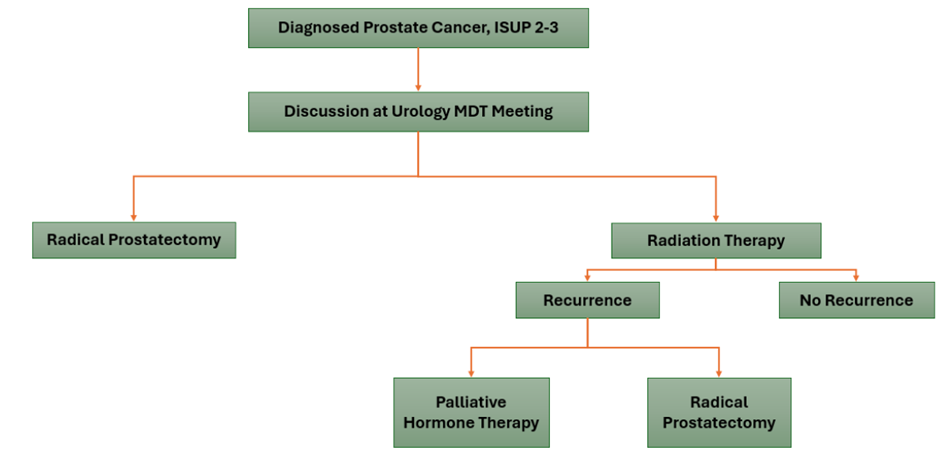 Diagnosed Prostate Cancer, ISUP 2-3
Discussion at Urology MDT Meeting
Radical Prostatectomy
Radiation Therapy
Recurrence
No Recurrence
Palliative
Hormone Therapy
Radical
Prostatectomy